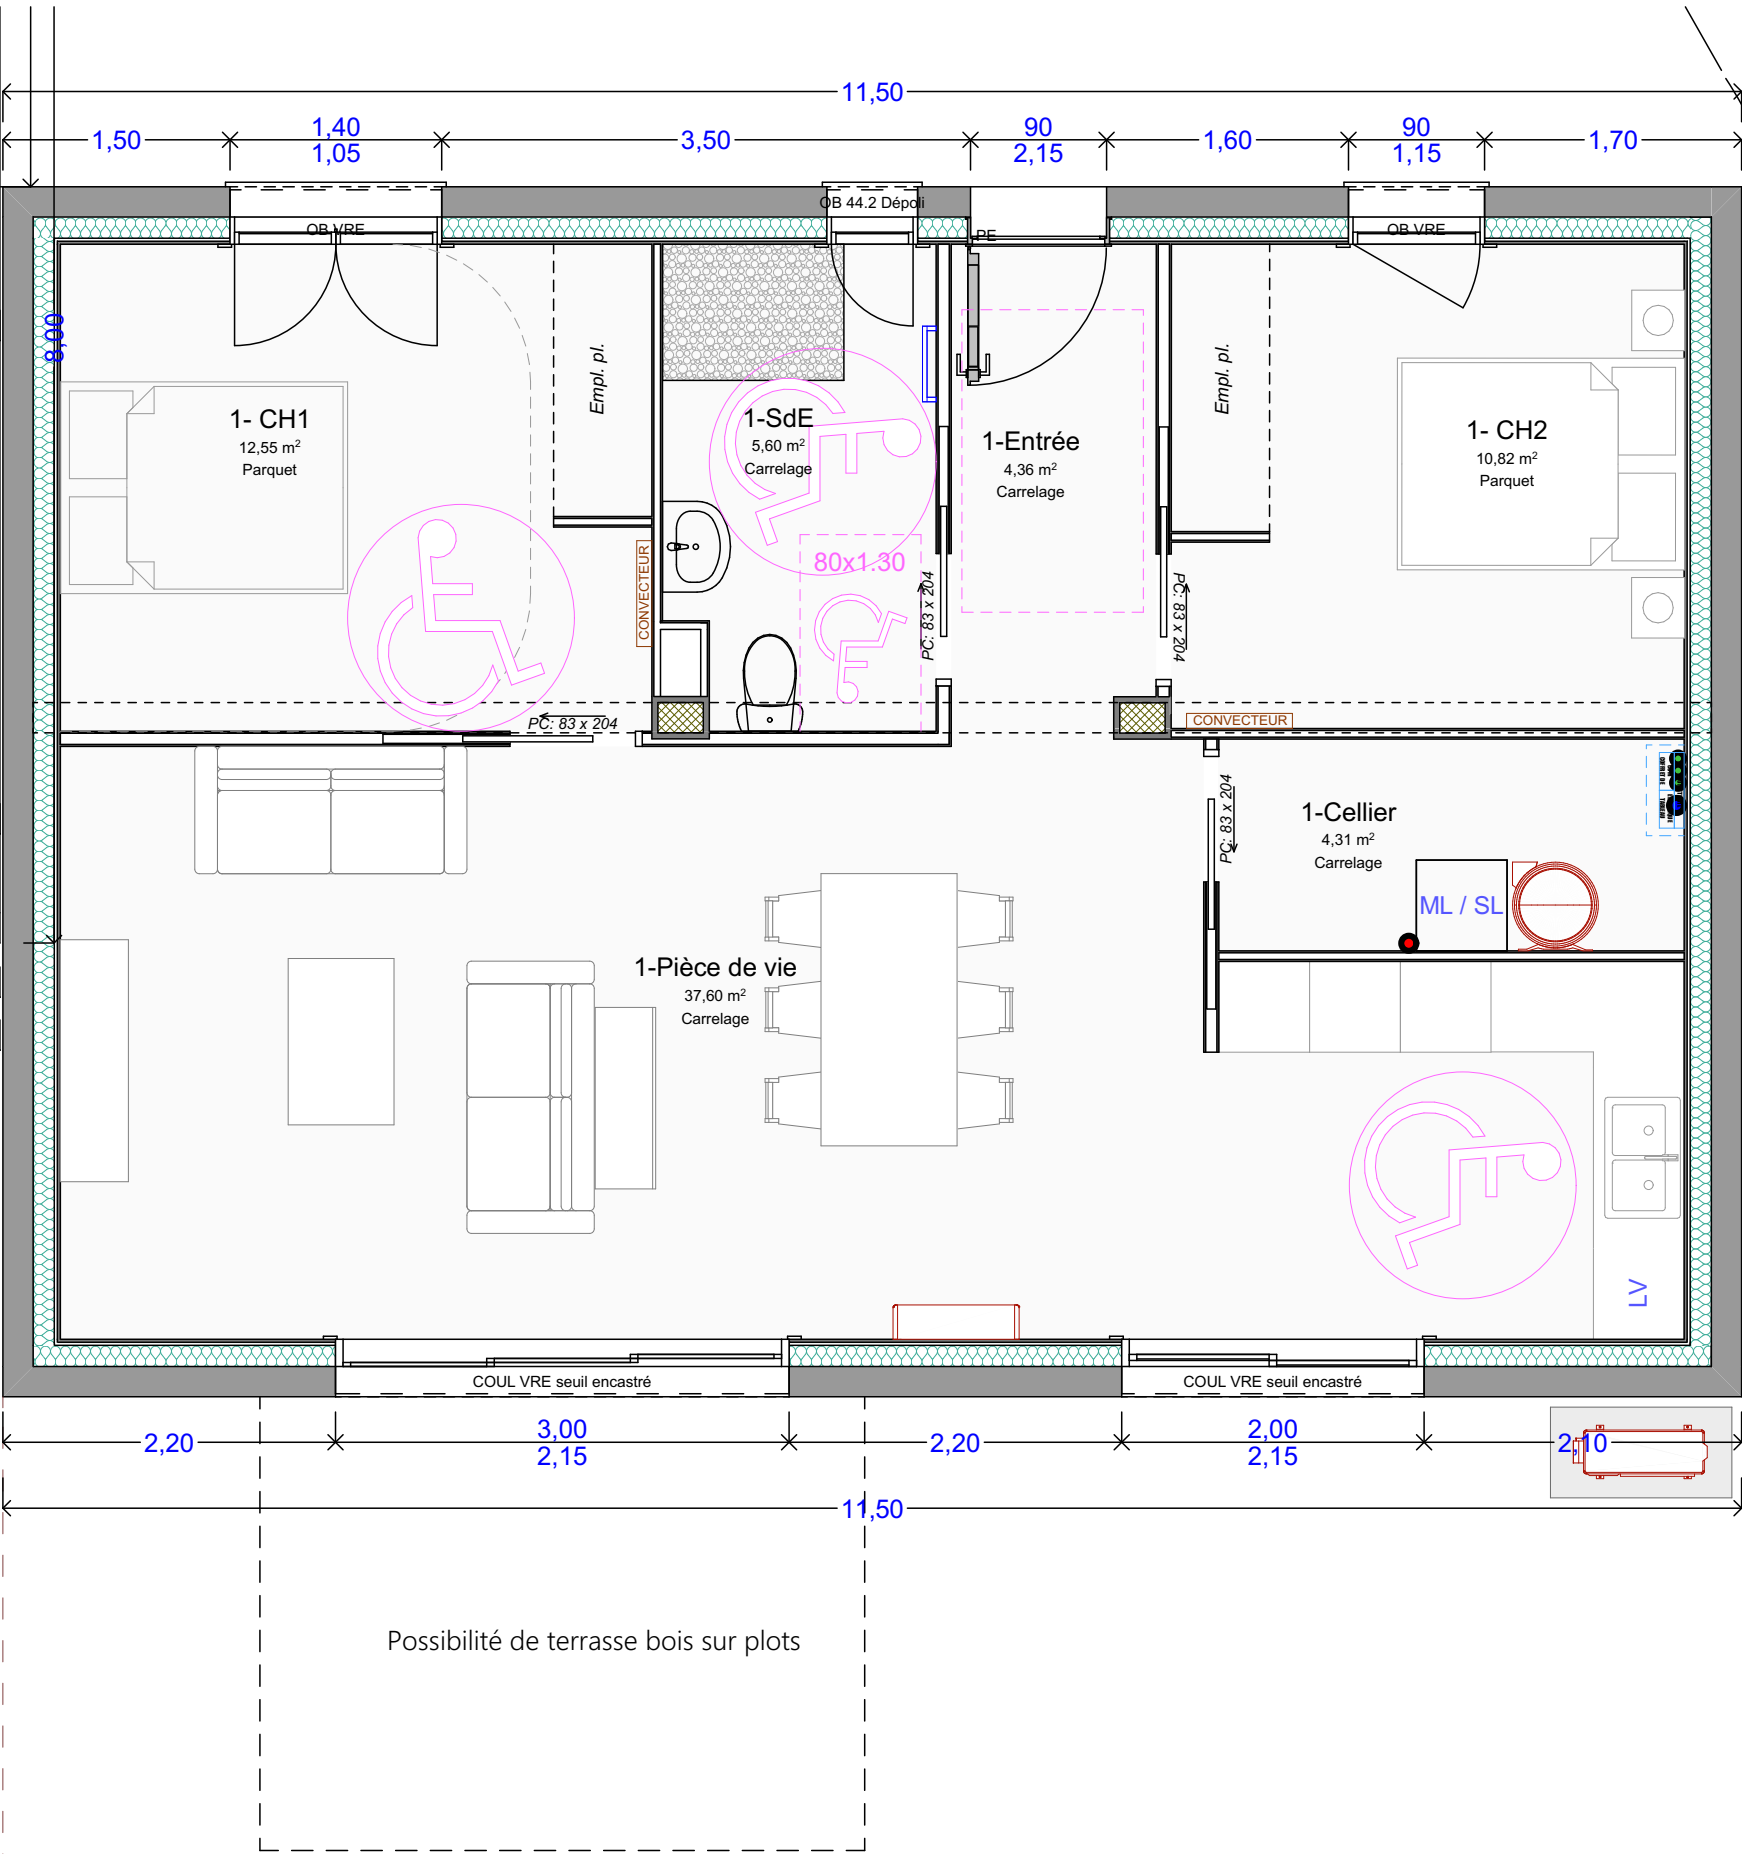 11,50
1,50
1,40
1,05
3,50
90
2,15
1,60
90
1,15
1,70
OB VRE
OB 44.2 Dépoli
PE
OB VRE
8,00
Empl. pl.
Empl. pl.
1- CH1
12,55 m²
Parquet
1-SdE
5,60 m²
Carrelage
1-Entrée
4,36 m²
Carrelage
1- CH2
10,82 m²
Parquet
80x1.30
CONVECTEUR
PC: 83 x 204
PC: 83 x 204
PC: 83 x 204
CONVECTEUR
PC: 83 x 204
1-Cellier
4,31 m²
Carrelage
ML / SL
1-Pièce de vie
37,60 m²
Carrelage
LV
COUL VRE seuil encastré
COUL VRE seuil encastré
2,20
3,00
2,15
2,20
2,00
2,15
2,10
11,50
Possibilité de terrasse bois sur plots